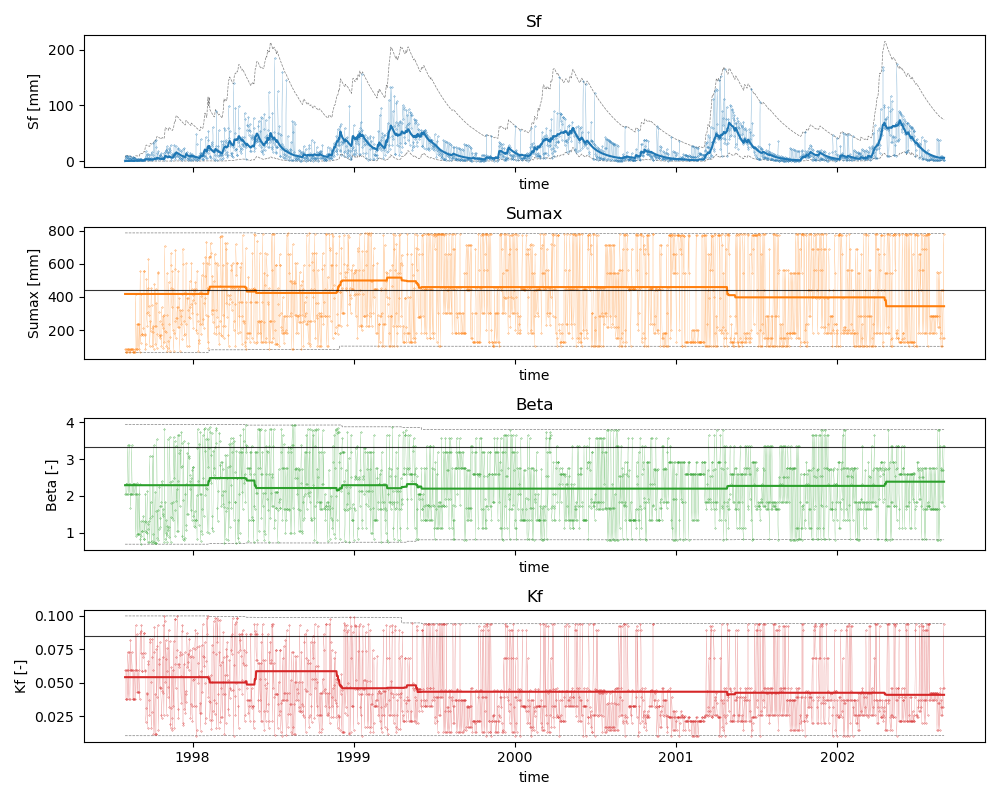 Sf
200
100
0
Sf [mm]
time
Sumax
800
600
400
200
Sumax [mm]
time
Beta
4
3
2
1
Beta [-]
time
Kf
0.100
0.075
0.050
0.025
Kf [-]
1998 1999 2000 2001 2002
time